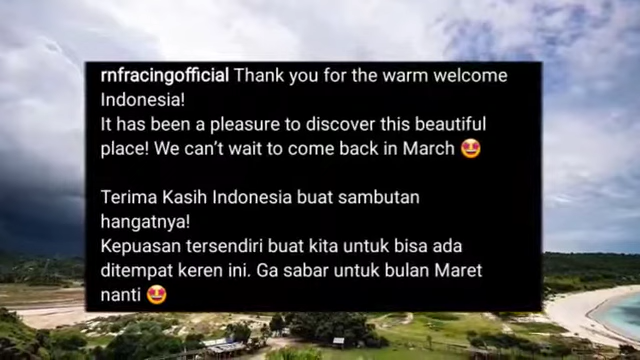 rnfracingofficial Thank you for the warm welcome
Indonesia!
It has been a pleasure to discover this beautiful
place! We can't wait to come back in March 🤩
Terima Kasih Indonesia buat sambutan
hangatnya!
Kepuasan tersendiri buat kita untuk bisa ada
ditempat keren ini. Ga sabar untuk bulan Maret
nanti 🤩